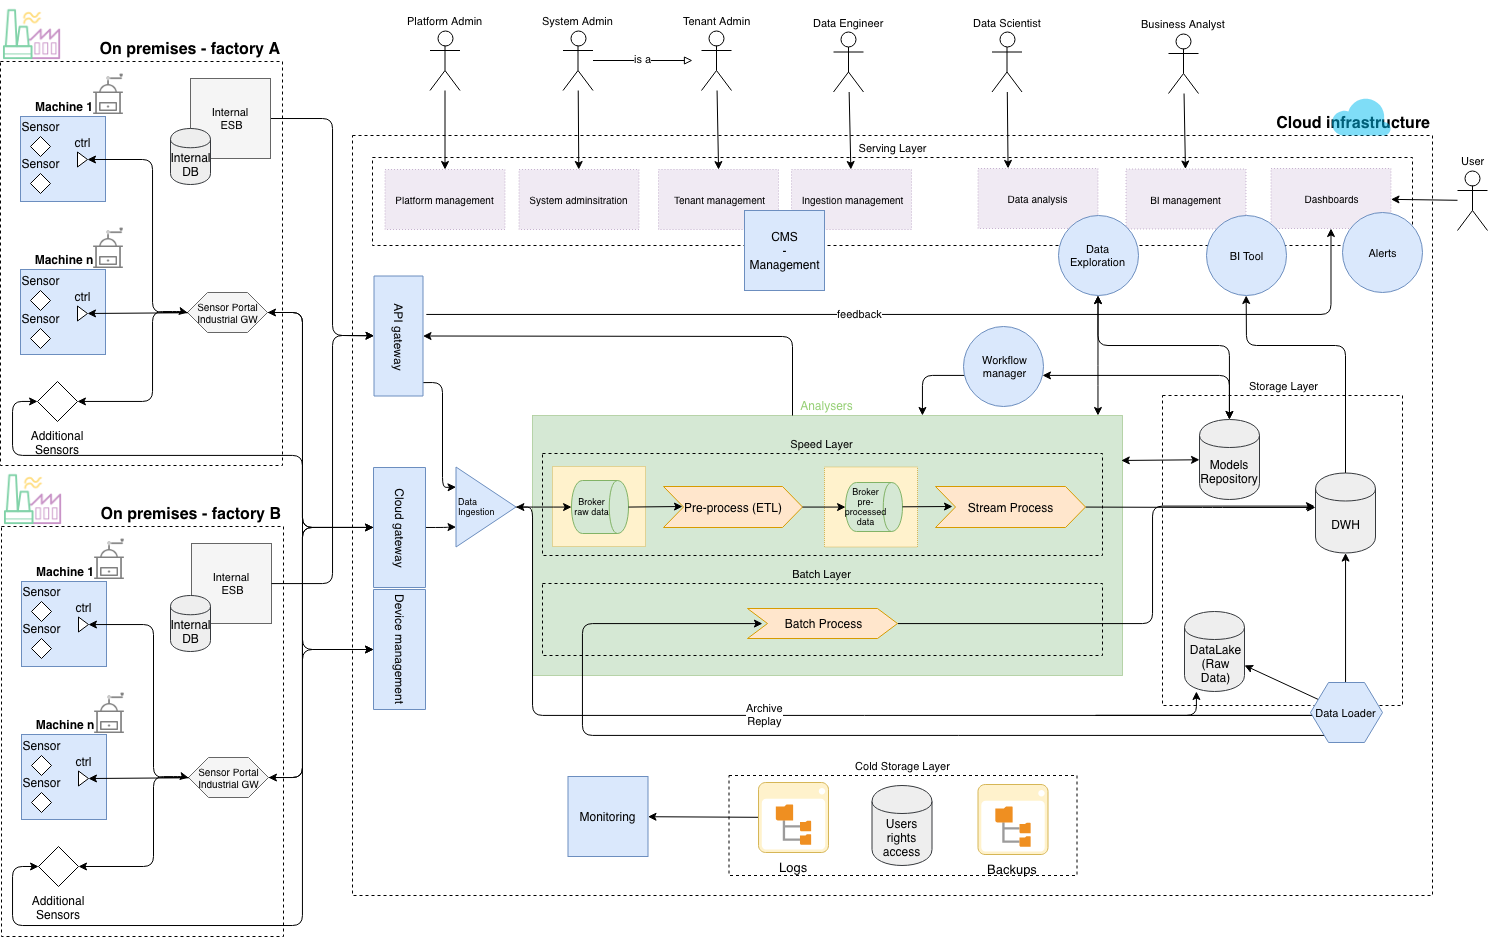 Platform Admin
System Admin
Tenant Admin
Data Engineer
Data Scientist
Business Analyst
is a
On premises - factory A
Machine 1
Sensor
ctrl
Sensor
Internal
ESB
Internal
DB
Machine n
Sensor
ctrl
Sensor
Sensor Portal
Industrial GW
Additional
Sensors
On premises - factory B
Machine 1
Sensor
ctrl
Sensor
Internal
ESB
Internal
DB
Machine n
Sensor
ctrl
Sensor
Sensor Portal
Industrial GW
Additional
Sensors
Cloud infrastructure
Serving Layer
User
Platform management
System adminsitration
Tenant management
Ingestion management
Data analysis
BI management
Dashboards
CMS
-
Management
Data
Exploration
BI Tool
Alerts
API gateway
feedback
Workflow
manager
Storage Layer
Analysers
Speed Layer
Models
Repository
Cloud gateway
Data
Ingestion
Broker
raw data
Pre-process (ETL)
Broker
pre-
processed
data
Stream Process
DWH
Batch Layer
Device management
Batch Process
DataLake
(Raw
Data)
Archive
Replay
Data Loader
Cold Storage Layer
Monitoring
Logs
Users
rights
access
Backups